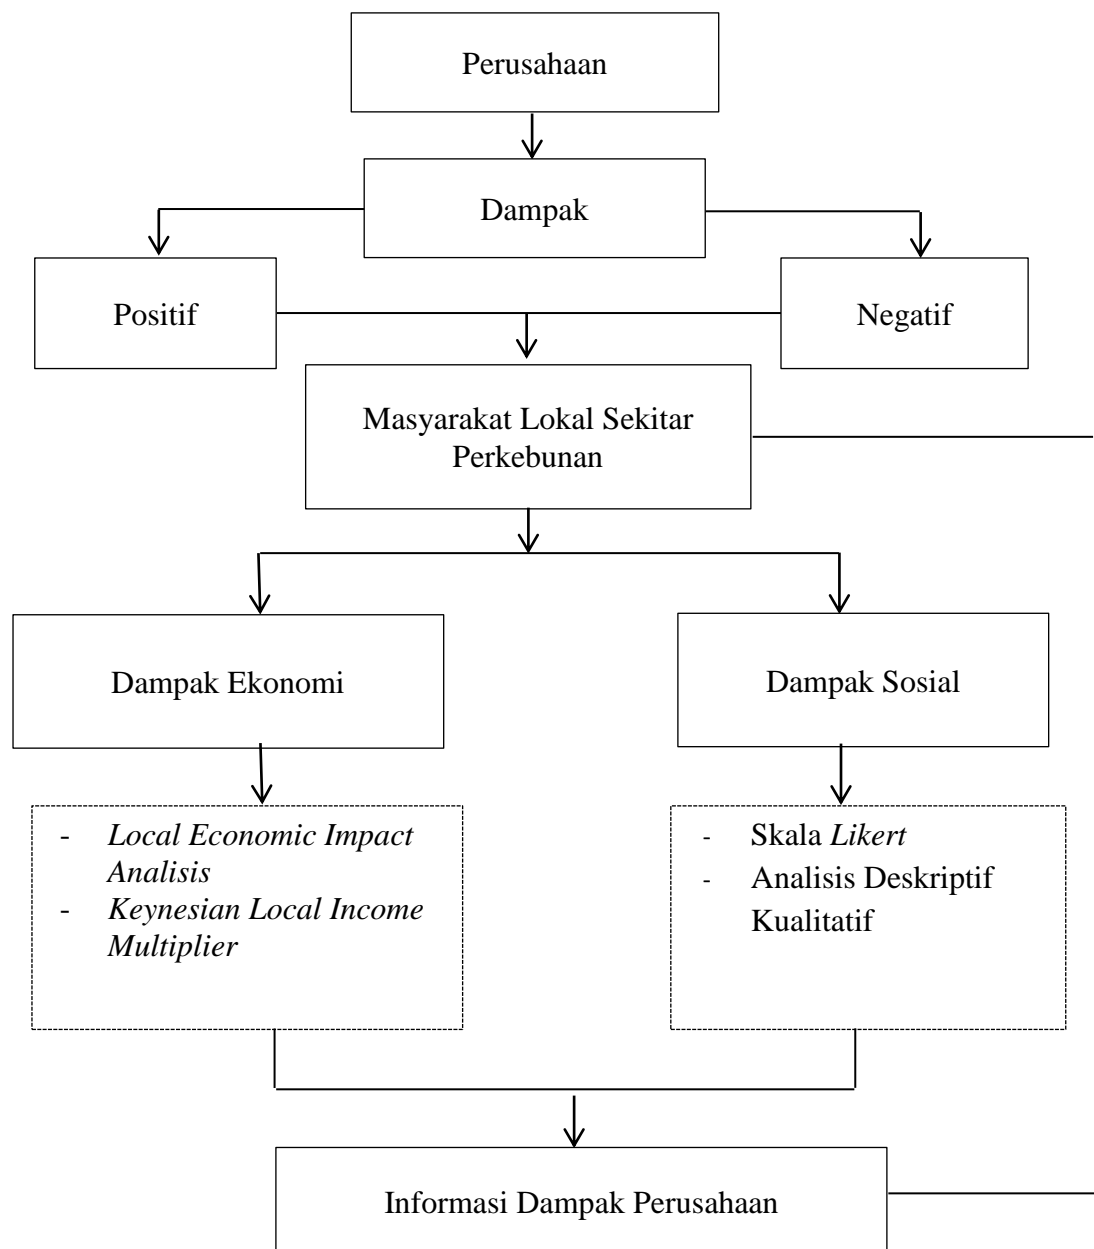 Perusahaan
Dampak
Positif
Negatif
Masyarakat Lokal Sekitar
Perkebunan
Dampak Ekonomi
Dampak Sosial
- Local Economic Impact
Analisis
- Keynesian Local Income
Multiplier
- Skala Likert
- Analisis Deskriptif
Kualitatif
Informasi Dampak Perusahaan